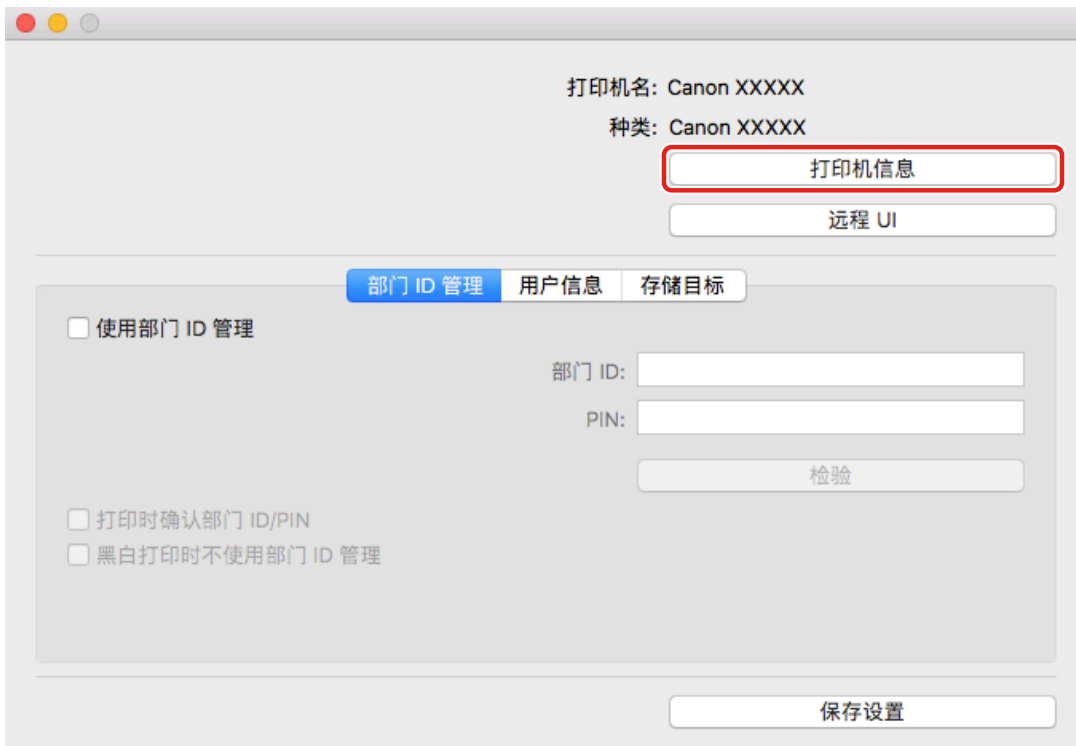 打印机名: Canon XXXXX
种类: Canon XXXXX
打印机信息
远程 UI
部门 ID 管理 用户信息 存储目标
使用部门 ID 管理
部门 ID:
PIN:
检验
打印时确认部门 ID/PIN
黑白打印时不使用部门 ID 管理
保存设置